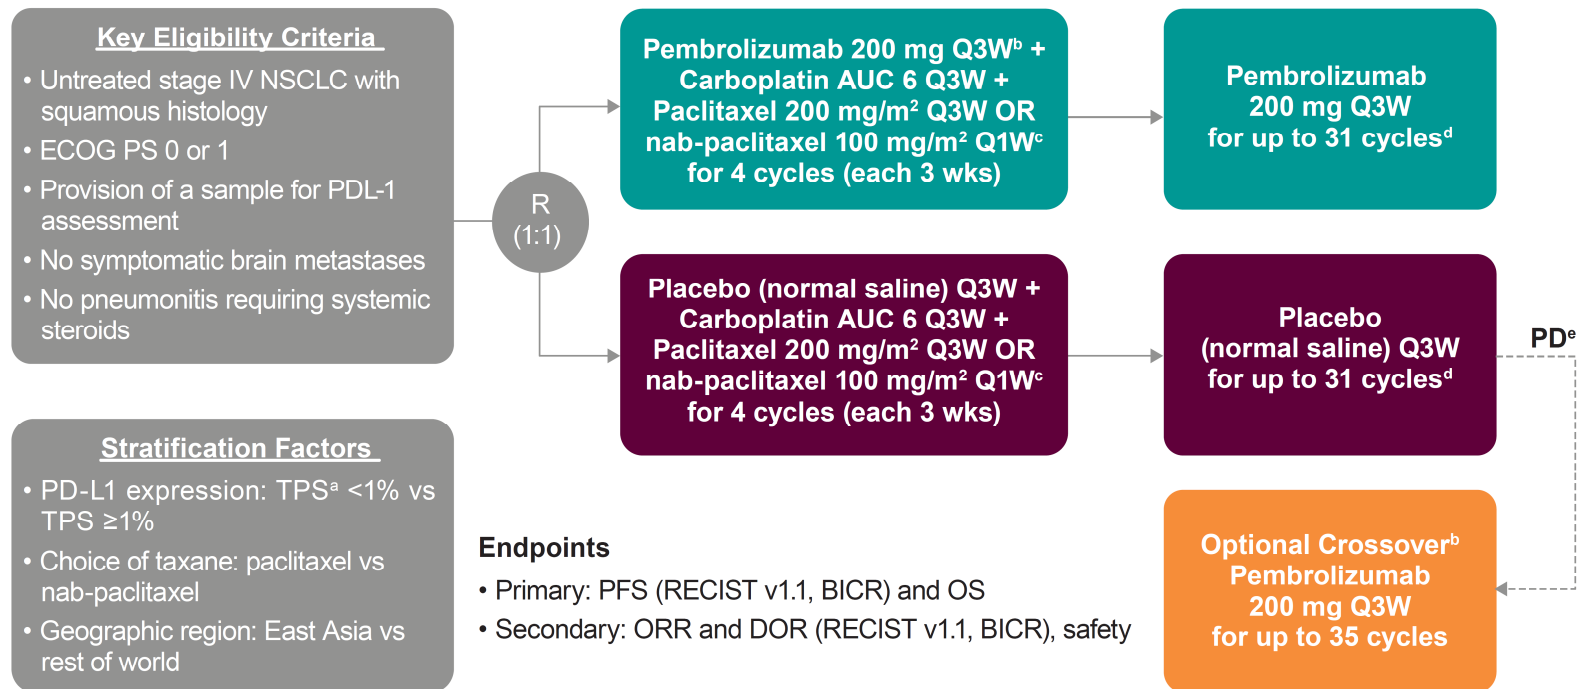 Key Eligibility Criteria
• Untreated stage IV NSCLC with
squamous histology
• ECOG PS 0 or 1
• Provision of a sample for PDL-1
assessment
• No symptomatic brain metastases
• No pneumonitis requiring systemic
steroids
Stratification Factors
• PD-L1 expression: TPSᵃ <1% vs
TPS ≥1%
• Choice of taxane: paclitaxel vs
nab-paclitaxel
• Geographic region: East Asia vs
rest of world
R
(1:1)
Pembrolizumab 200 mg Q3Wᵇ +
Carboplatin AUC 6 Q3W +
Paclitaxel 200 mg/m² Q3W OR
nab-paclitaxel 100 mg/m² Q1Wᶜ
for 4 cycles (each 3 wks)
Pembrolizumab
200 mg Q3W
for up to 31 cyclesᵈ
Placebo (normal saline) Q3W +
Carboplatin AUC 6 Q3W +
Paclitaxel 200 mg/m² Q3W OR
nab-paclitaxel 100 mg/m² Q1Wᶜ
for 4 cycles (each 3 wks)
Placebo
(normal saline) Q3W
for up to 31 cyclesᵈ
PDᵉ
Optional Crossoverᵇ
Pembrolizumab
200 mg Q3W
for up to 35 cycles
Endpoints
• Primary: PFS (RECIST v1.1, BICR) and OS
• Secondary: ORR and DOR (RECIST v1.1, BICR), safety